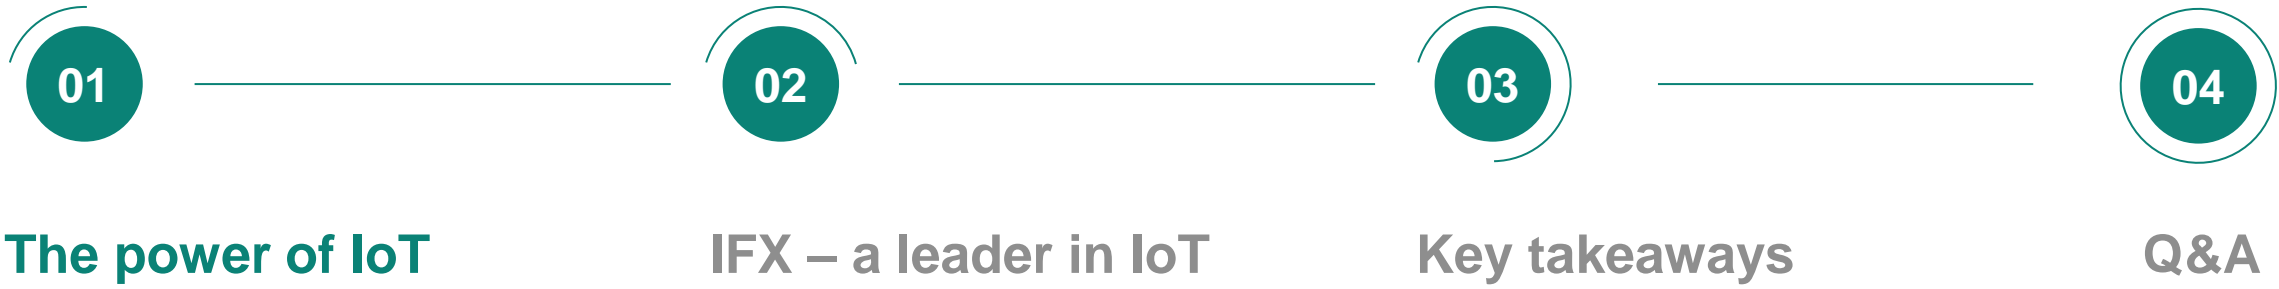 01
02
03
04
The power of IoT
IFX – a leader in IoT
Key takeaways
Q&A